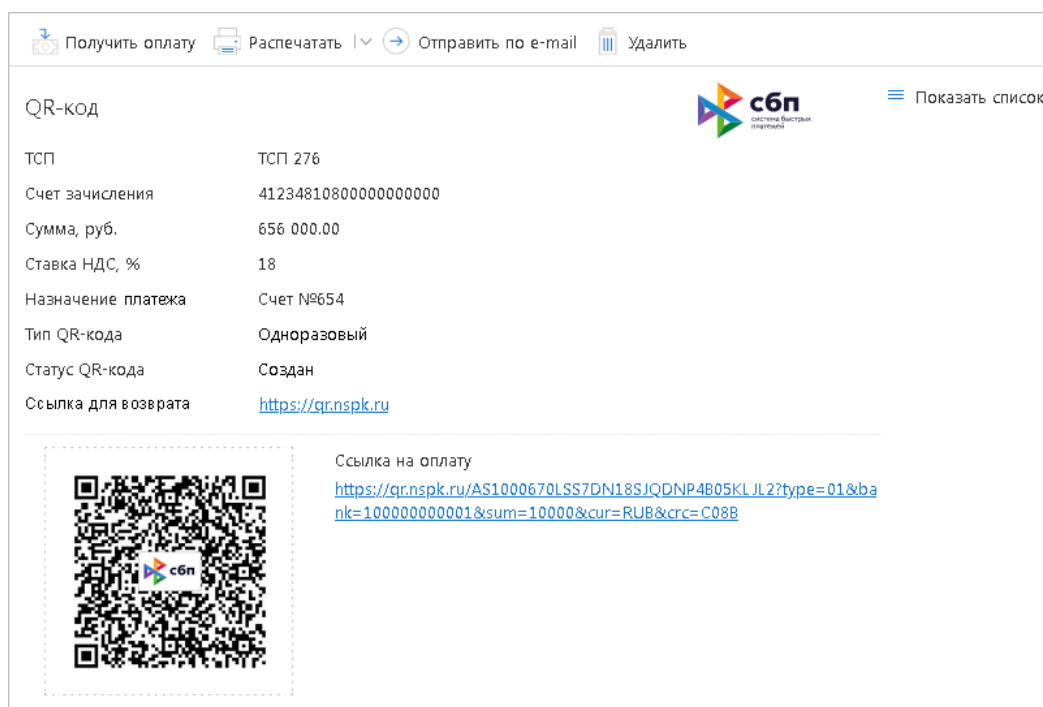 Получить оплату Распечатать Отправить по e-mail Удалить
QR-код
сбп
система быстрых
платежей
Показать список
ТСП ТСП 276
Счет зачисления 41234810800000000000
Сумма, руб. 656 000.00
Ставка НДС, % 18
Назначение платежа Счет №654
Тип QR-кода Одноразовый
Статус QR-кода Создан
Ссылка для возврата https://qr.nspk.ru
Ссылка на оплату
https://qr.nspk.ru/AS1000670LSS7DN18SJQDNP4B05KLJL2?type=01&ba
nk=100000000001&sum=10000&cur=RUB&crc=C08B
сбп